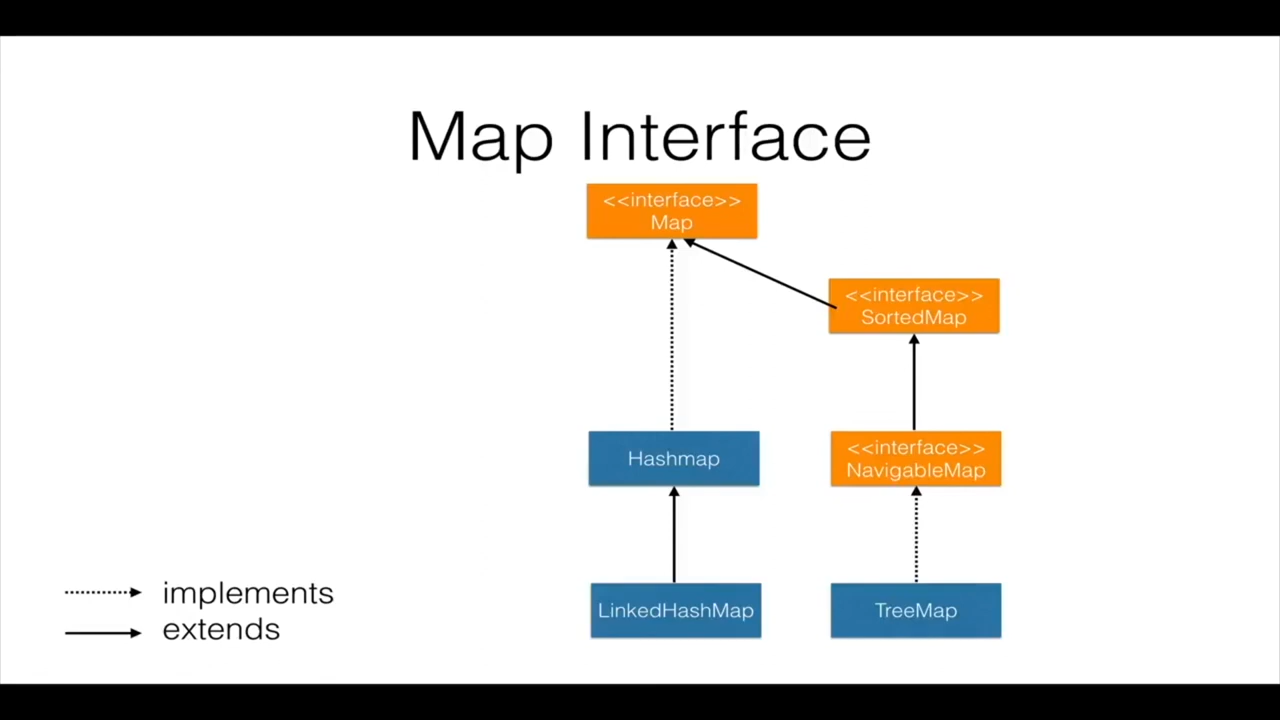 Map Interface
<<interface>>
Map
<<interface>>
SortedMap
Hashmap
<<interface>>
NavigableMap
LinkedHashMap
TreeMap
implements
extends